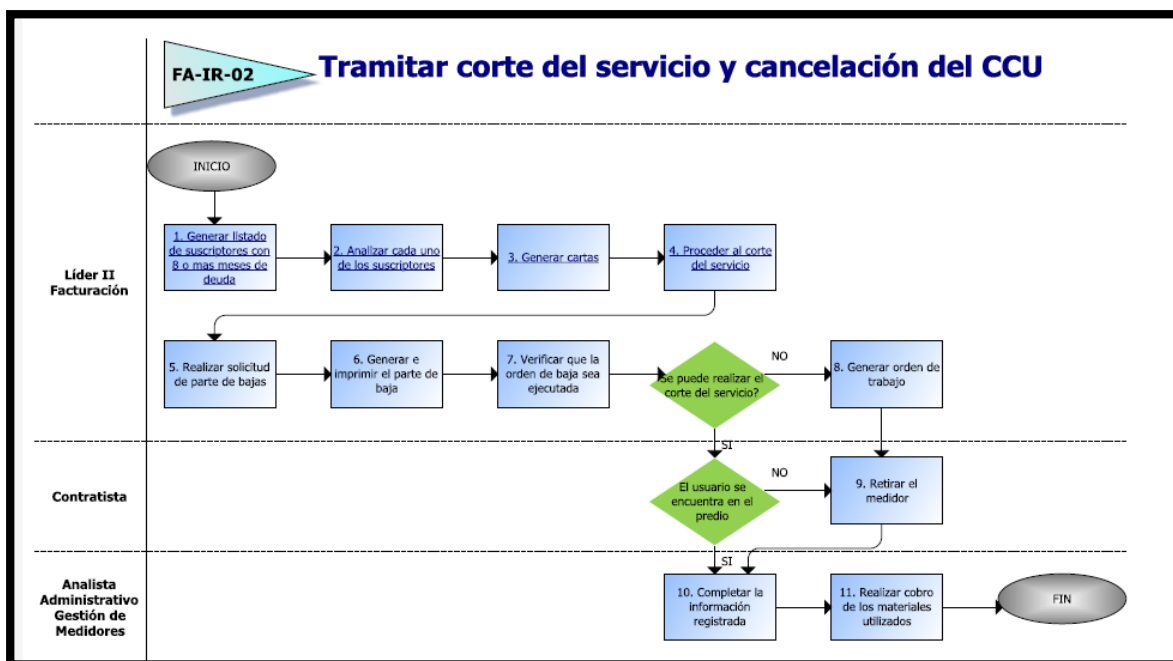 FA-IR-02
Tramitar corte del servicio y cancelación del CCU
INICIO
Líder II
Facturación
1. Generar listado
de suscriptores con
8 o mas meses de
deuda
2. Analizar cada uno
de los suscriptores
3. Generar cartas
4. Proceder al corte
del servicio
5. Realizar solicitud
de parte de bajas
6. Generar e
imprimir el parte de
baja
7. Verificar que la
orden de baja sea
ejecutada
Se puede realizar el
corte del servicio?
NO
8. Generar orden de
trabajo
SI
Contratista
El usuario se
encuentra en el
predio
NO
9. Retirar el
medidor
SI
Analista
Administrativo
Gestión de
Medidores
10. Completar la
información
registrada
11. Realizar cobro
de los materiales
utilizados
FIN